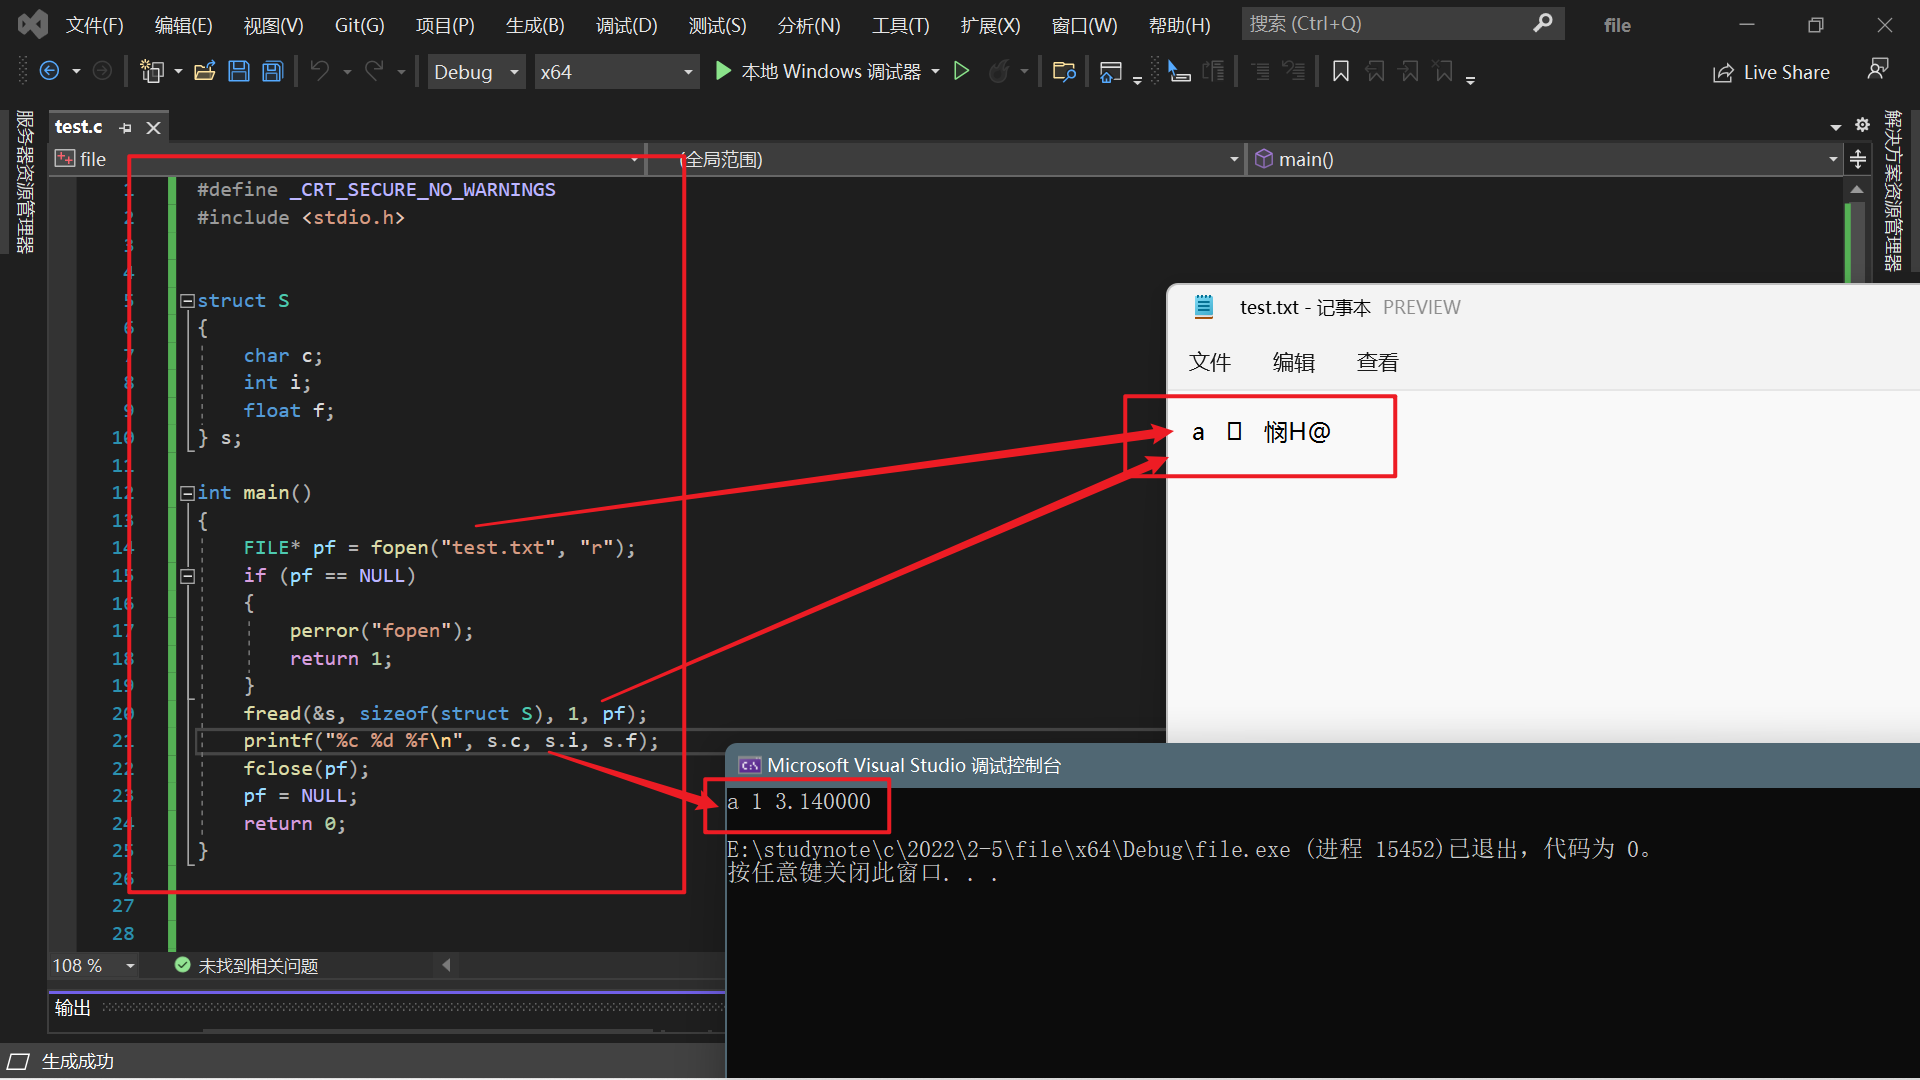 文件(F) 编辑(E) 视图(V) Git(G) 项目(P) 生成(B) 调试(D) 测试(S) 分析(N) 工具(T) 扩展(X) 窗口(W) 帮助(H) 搜索 (Ctrl+Q) file
Debug x64 本地 Windows 调试器 Live Share
服务器资源管理器
解决方案资源管理器
test.c
file (全局范围) main()
1 #define _CRT_SECURE_NO_WARNINGS
2 #include <stdio.h>
3
4
5 struct S
6 {
7 char c;
8 int i;
9 float f;
10 } s;
11
12 int main()
13 {
14 FILE* pf = fopen("test.txt", "r");
15 if (pf == NULL)
16 {
17 perror("fopen");
18 return 1;
19 }
20 fread(&s, sizeof(struct S), 1, pf);
21 printf("%c %d %f\n", s.c, s.i, s.f);
22 fclose(pf);
23 pf = NULL;
24 return 0;
25 }
26
27
28
test.txt - 记事本 PREVIEW
文件 编辑 查看
a 悯H@
Microsoft Visual Studio 调试控制台
a 1 3.140000
E:\studynote\c\2022\2-5\file\x64\Debug\file.exe (进程 15452)已退出，代码为 0。
按任意键关闭此窗口. . .
108 % 未找到相关问题
输出
生成成功